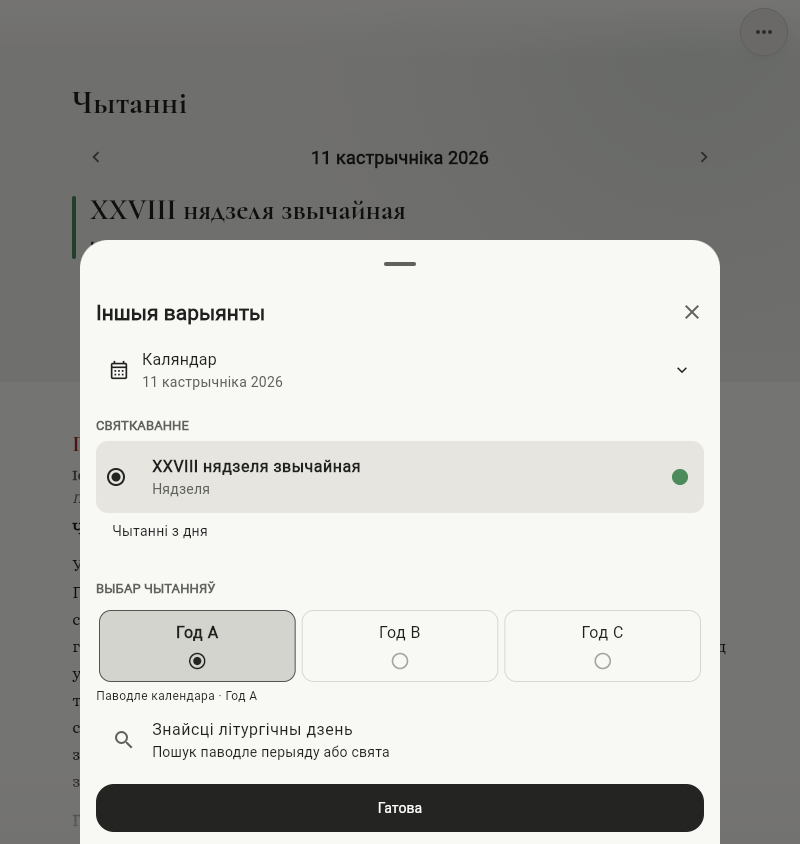 Чытанні
11 кастрычніка 2026
XXVIII нядзеля звычайная
Іншыя варыянты
Каляндар
11 кастрычніка 2026
СВЯТКАВАННЕ
XXVIII нядзеля звычайная
Нядзеля
Чытанні з дня
ВЫБАР ЧЫТАННЯЎ
Год A
Год B
Год C
Паводле календара · Год A
Знайсці літургічны дзень
Пошук паводле перыяду або свята
Гатова